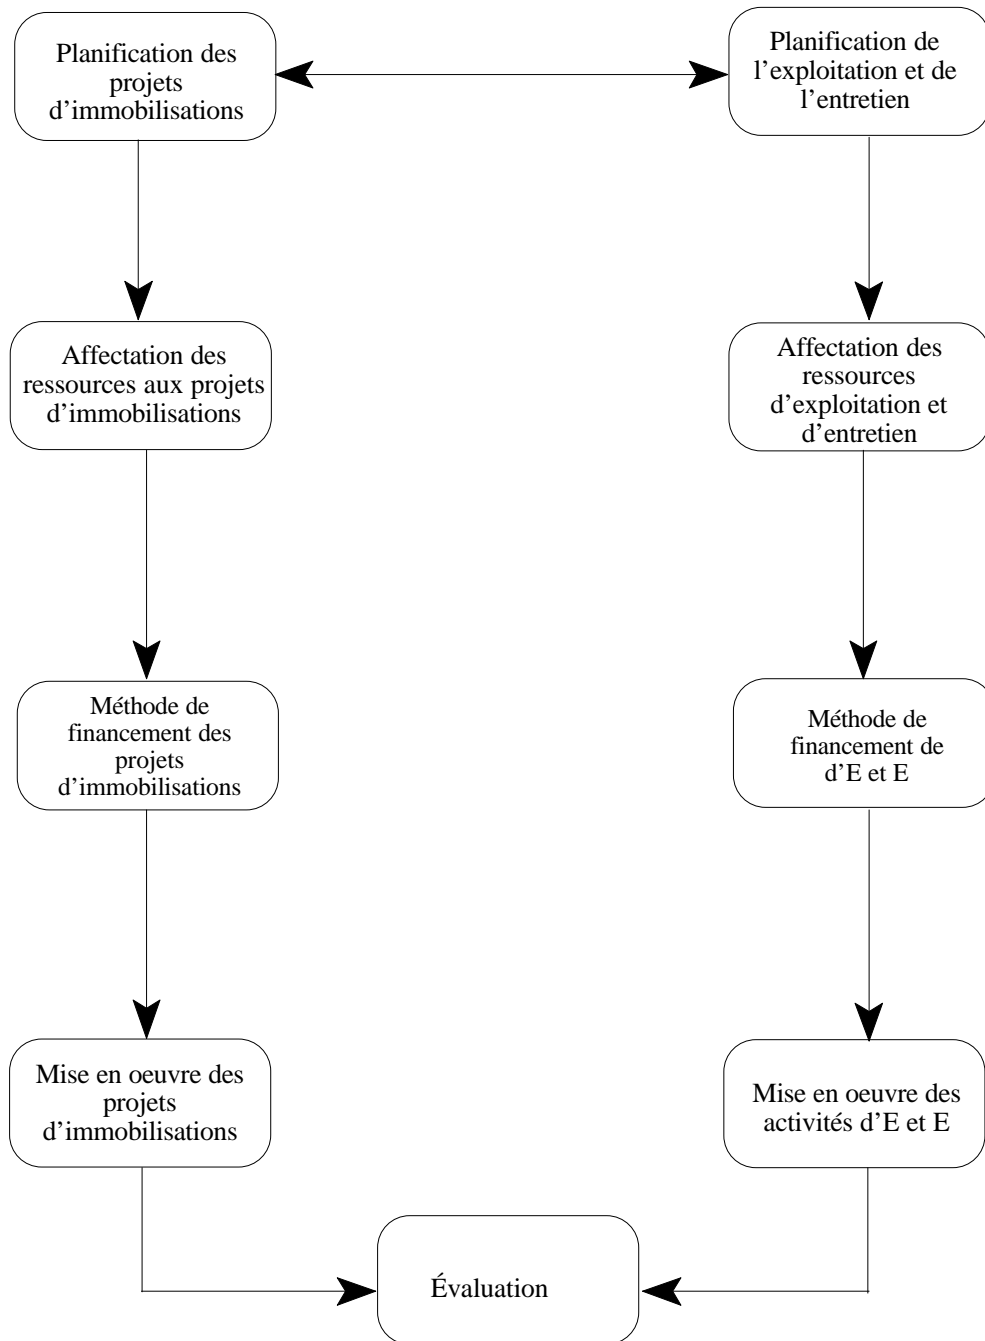 Planification des
projets
d’immobilisations
Planification de
l’exploitation et de
l’entretien
Affectation des
ressources aux projets
d’immobilisations
Affectation des
ressources
d’exploitation et
d’entretien
Méthode de
financement des
projets
d’immobilisations
Méthode de
financement de
d’E et E
Mise en oeuvre des
projets
d’immobilisations
Mise en oeuvre des
activités d’E et E
Évaluation